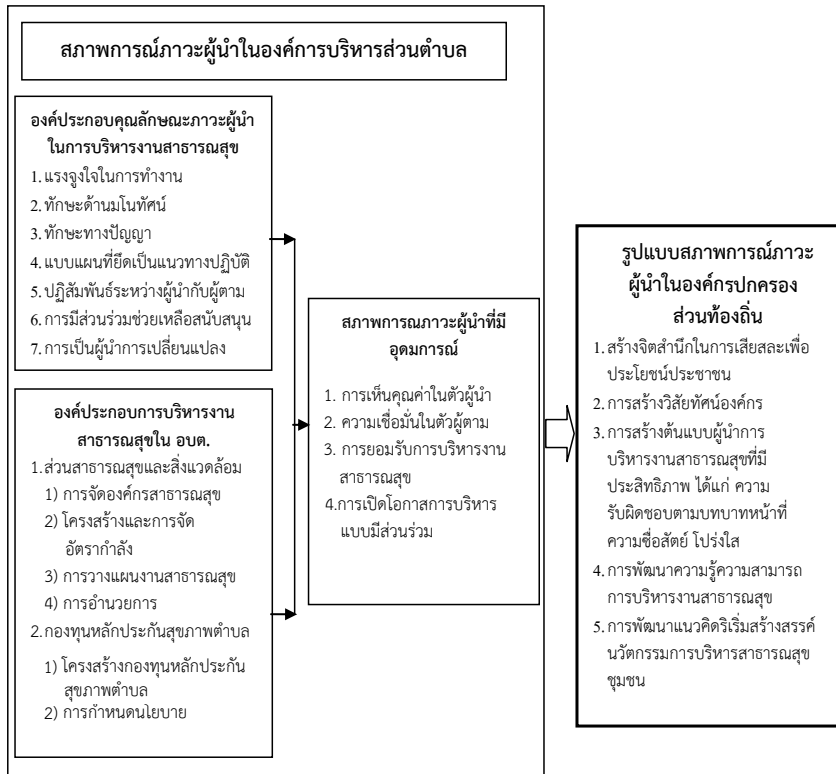 สภาพการณ์ภาวะผู้นำในองค์การบริหารส่วนตำบล
องค์ประกอบคุณลักษณะภาวะผู้นำ
ในการบริหารงานสาธารณสุข
1. แรงจูงใจในการทำงาน
2. ทักษะด้านมโนทัศน์
3. ทักษะทางปัญญา
4. แบบแผนที่ยึดเป็นแนวทางปฏิบัติ
5. ปฏิสัมพันธ์ระหว่างผู้นำกับผู้ตาม
6. การมีส่วนร่วมช่วยเหลือสนับสนุน
7. การเป็นผู้นำการเปลี่ยนแปลง
องค์ประกอบการบริหารงาน
สาธารณสุขใน อบต.
1.ส่วนสาธารณสุขและสิ่งแวดล้อม
1) การจัดองค์กรสาธารณสุข
2) โครงสร้างและการจัด
อัตรากำลัง
3) การวางแผนงานสาธารณสุข
4) การอำนวยการ
2.กองทุนหลักประกันสุขภาพตำบล
1) โครงสร้างกองทุนหลักประกัน
สุขภาพตำบล
2) การกำหนดนโยบาย
สภาพการณภาวะผู้นำที่มี
อุดมการณ์
1. การเห็นคุณค่าในตัวผู้นำ
2. ความเชื่อมั่นในตัวผู้ตาม
3. การยอมรับการบริหารงาน
สาธารณสุข
4.การเปิดโอกาสการบริหาร
แบบมีส่วนร่วม
รูปแบบสภาพการณ์ภาวะ
ผู้นำในองค์กรปกครอง
ส่วนท้องถิ่น
1. สร้างจิตสำนึกในการเสียสละเพื่อ
ประโยชน์ประชาชน
2. การสร้างวิสัยทัศน์องค์กร
3. การสร้างต้นแบบผู้นำการ
บริหารงานสาธารณสุขที่มี
ประสิทธิภาพ ได้แก่ ความ
รับผิดชอบตามบทบาทหน้าที่
ความซื่อสัตย์ โปร่งใส
4. การพัฒนาความรู้ความสามารถ
การบริหารงานสาธารณสุข
5. การพัฒนาแนวคิดริเริ่มสร้างสรรค์
นวัตกรรมการบริหารสาธารณสุข
ชุมชน